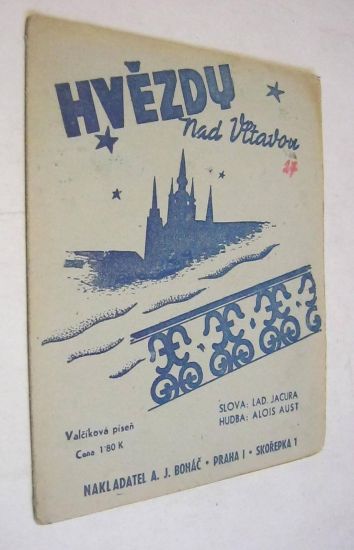 HVĚZDY
nad Vltavou
Valčíková píseň
Cena 1·80 K
SLOVA: LAD. JACURA
HUDBA: ALOIS AUST
NAKLADATEL A. J. BOHÁČ • PRAHA I • SKOŘEPKA 1